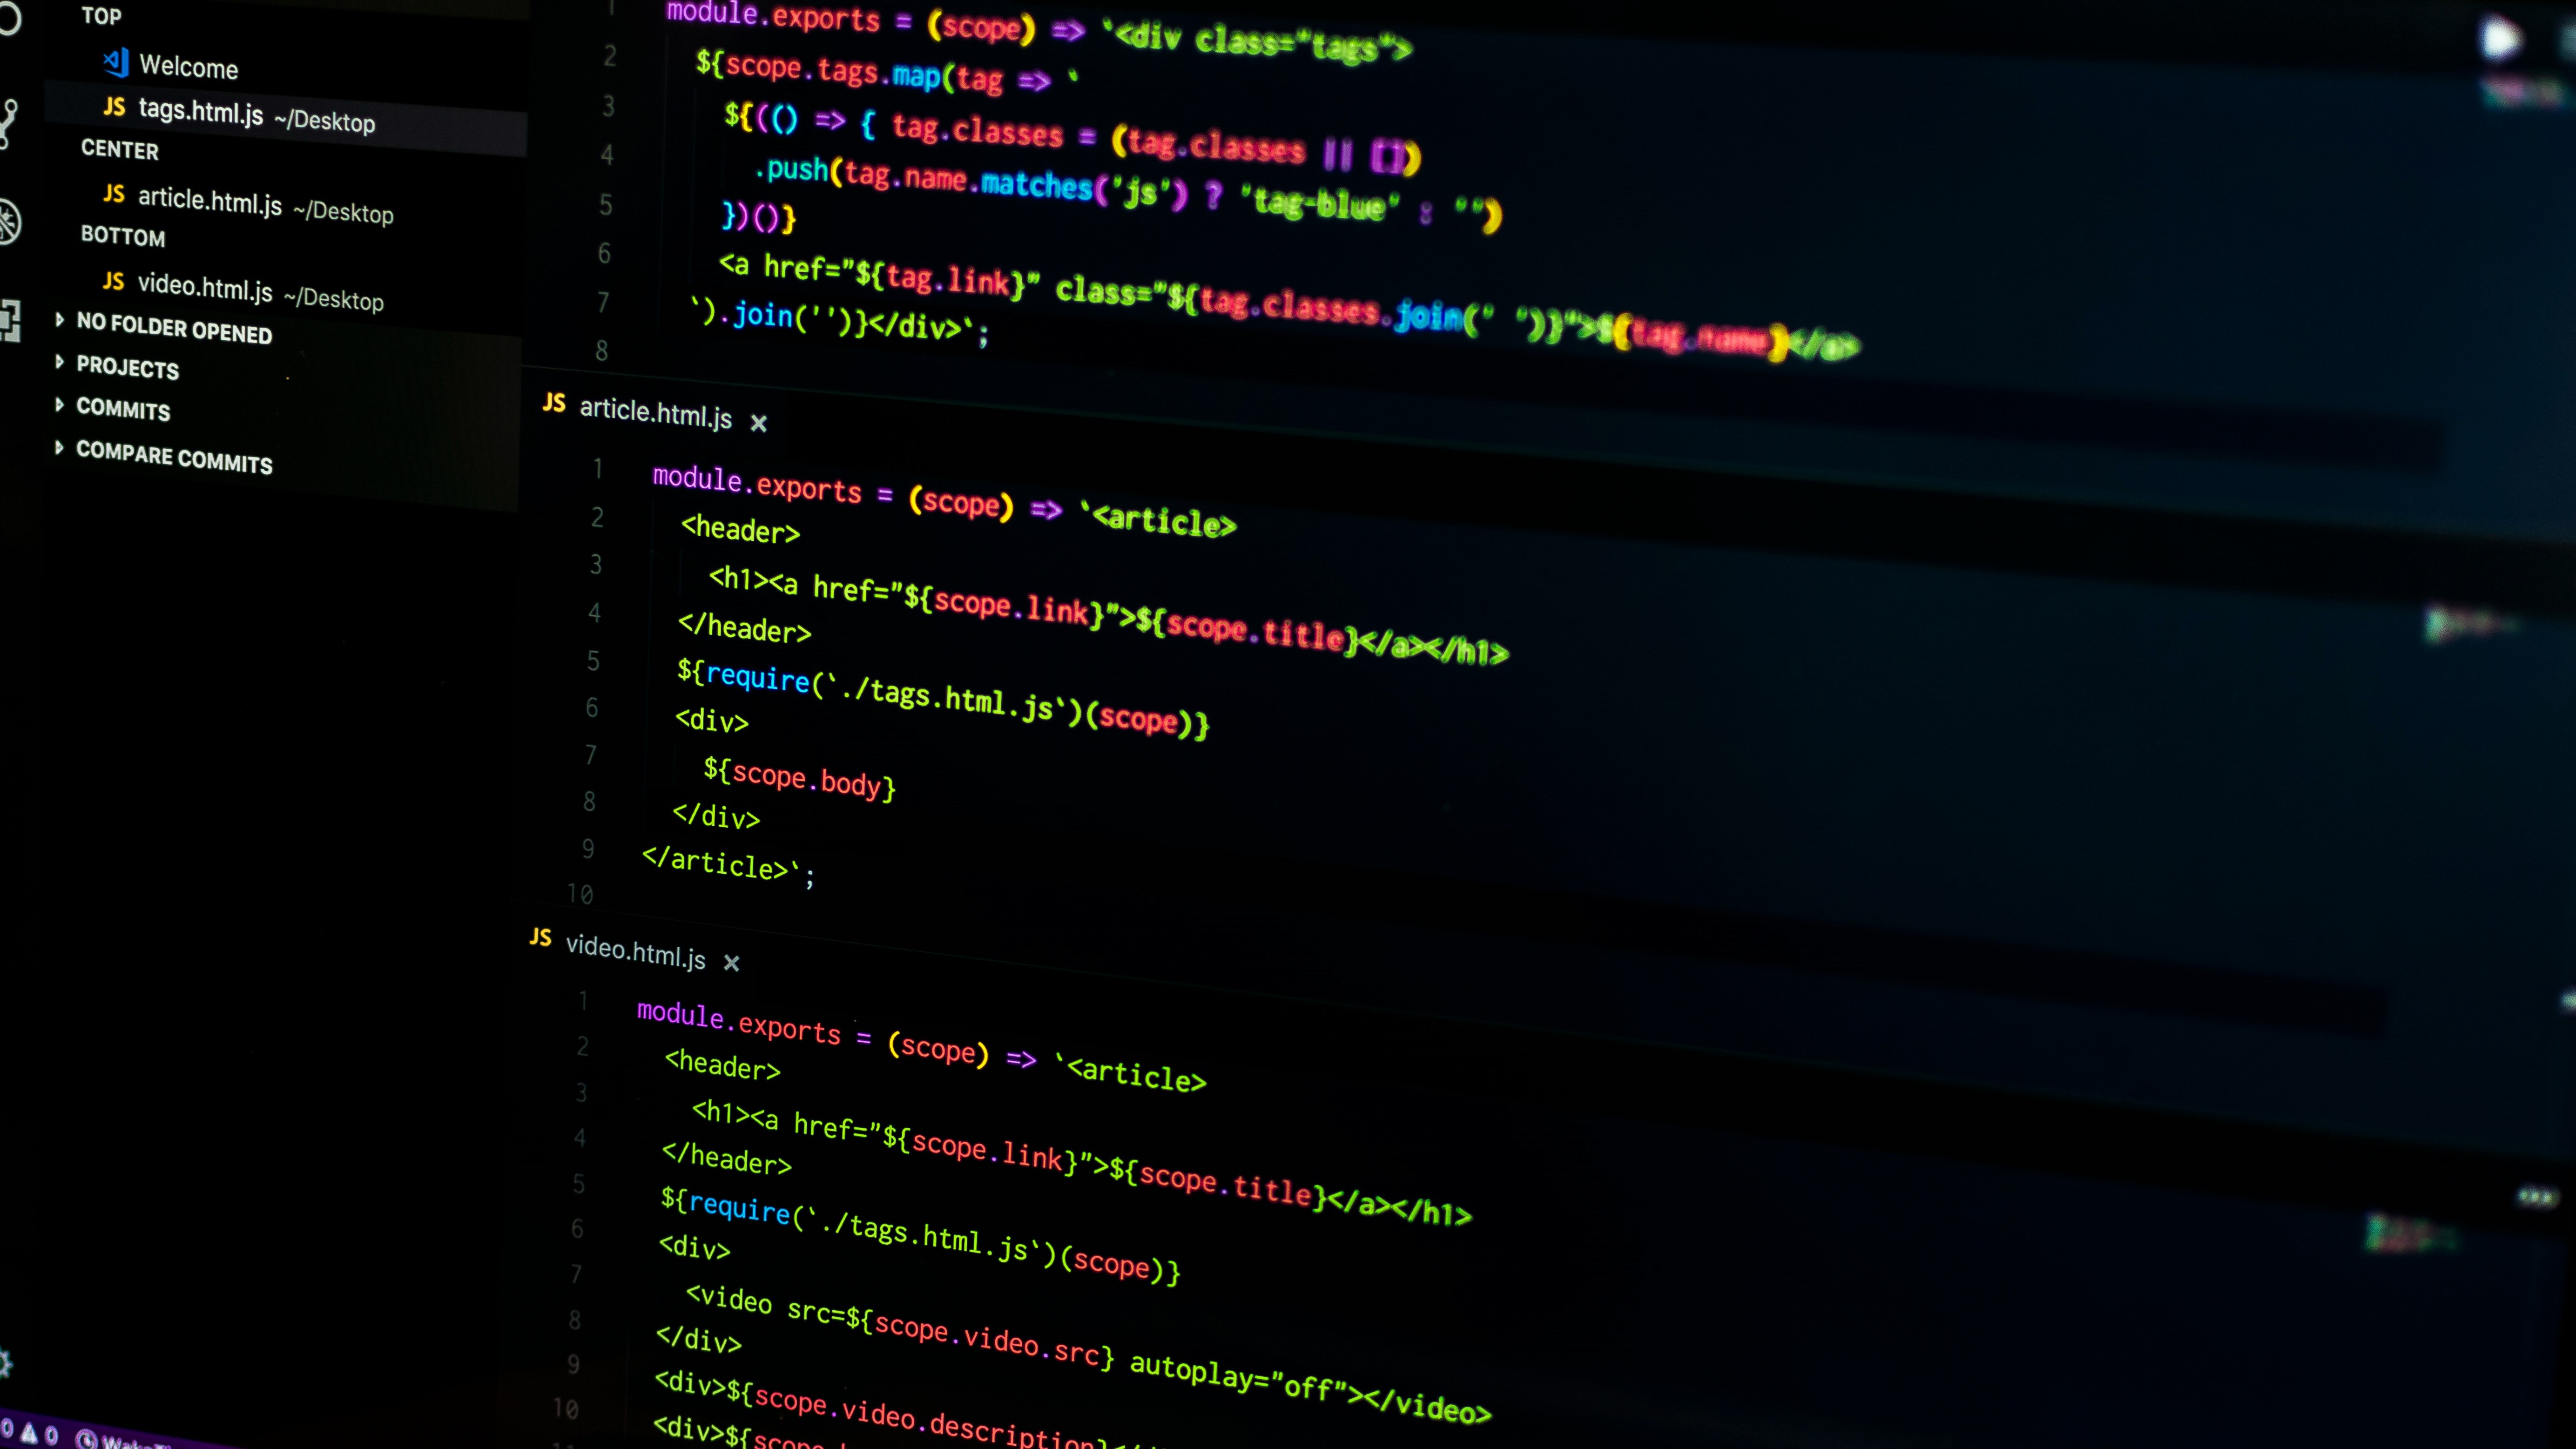 TOP
Welcome
JS tags.html.js ~/Desktop
CENTER
JS article.html.js ~/Desktop
BOTTOM
JS video.html.js ~/Desktop
NO FOLDER OPENED
PROJECTS
COMMITS
COMPARE COMMITS
0 0
1 module.exports = (scope) => `<div class="tags">
2 ${scope.tags.map(tag => `
3 ${(() => { tag.classes = (tag.classes || [])
4 .push(tag.name.matches('js') ? 'tag-blue' : '')
5 })()}
6 <a href="${tag.link}" class="${tag.classes.join(' ')}">${tag.name}</a>
7 `).join('')}</div>`;
8
JS article.html.js ×
1 module.exports = (scope) => `<article>
2 <header>
3 <h1><a href="${scope.link}">${scope.title}</a></h1>
4 </header>
5 ${require(`./tags.html.js`)(scope)}
6 <div>
7 ${scope.body}
8 </div>
9 </article>`;
10
JS video.html.js ×
1 module.exports = (scope) => `<article>
2 <header>
3 <h1><a href="${scope.link}">${scope.title}</a></h1>
4 </header>
5 ${require(`./tags.html.js`)(scope)}
6 <div>
7 <video src=${scope.video.src} autoplay="off"></video>
8 </div>
9 <div>${scope.video.description}</
10 <div>${scope